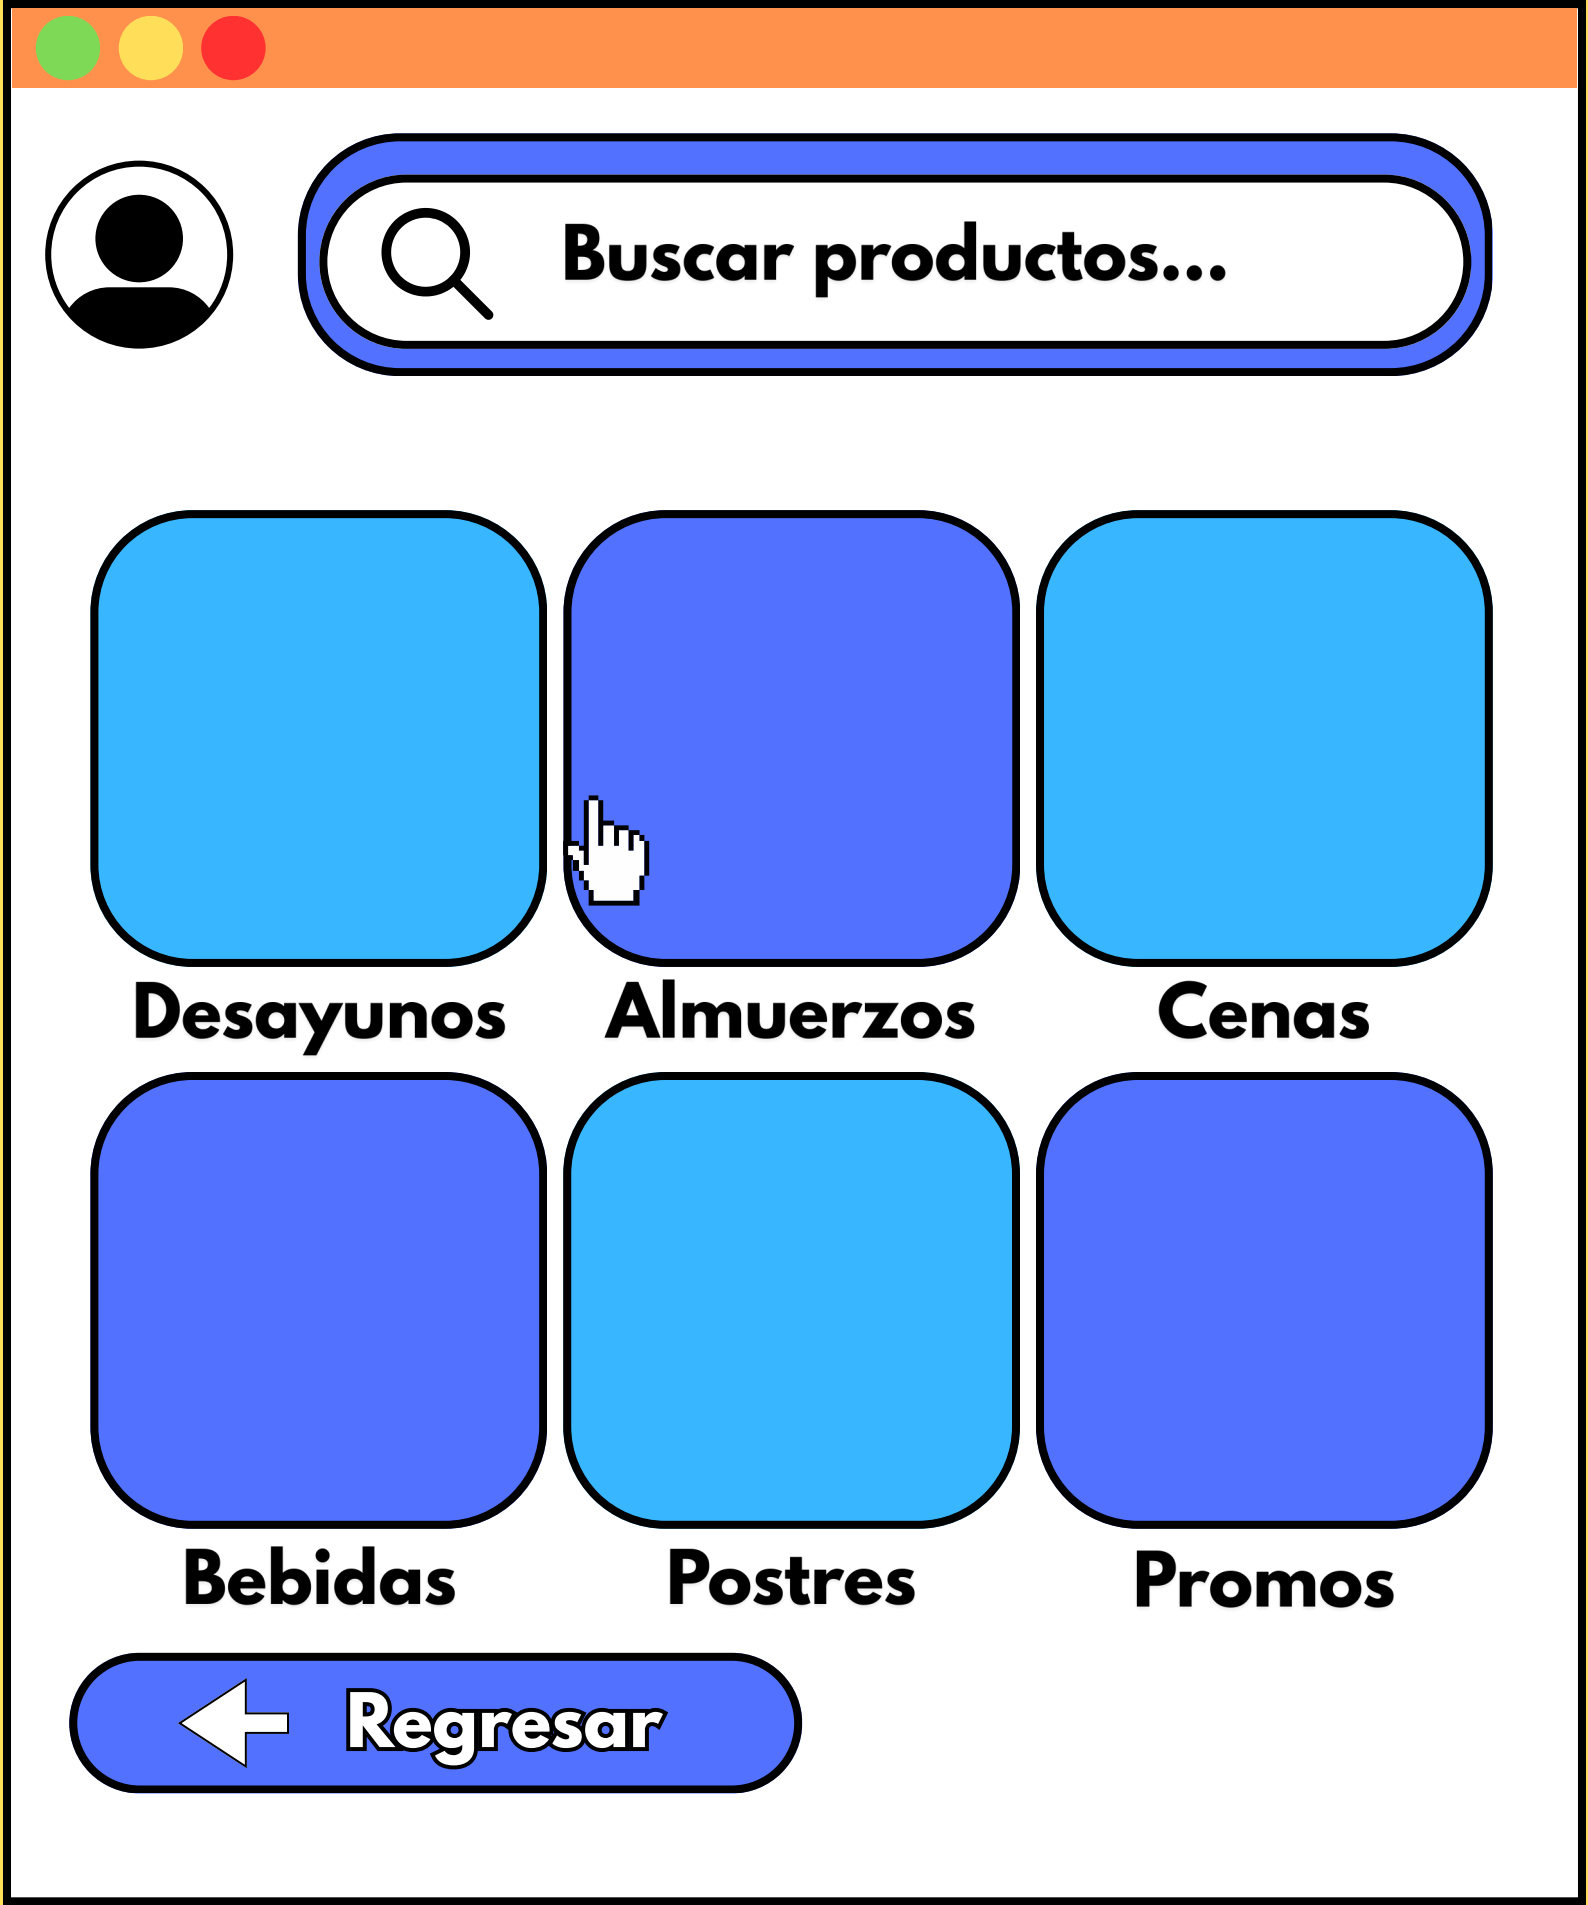 Buscar productos...
Desayunos
Almuerzos
Cenas
Bebidas
Postres
Promos
Regresar